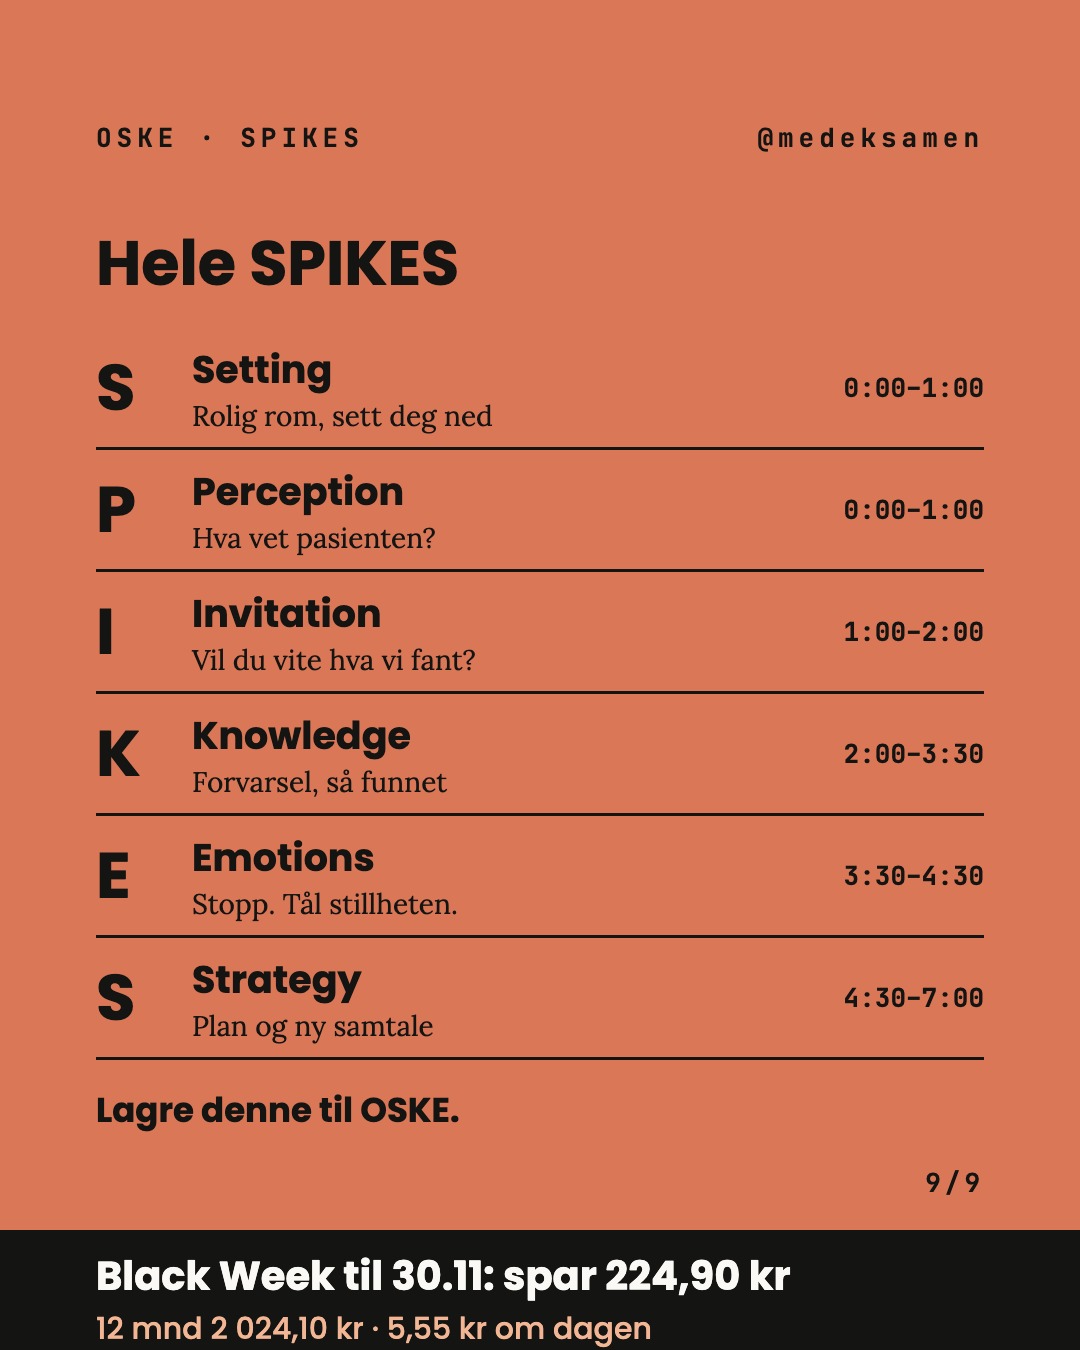 OSKE · SPIKES
@medeksamen
Hele SPIKES
S
Setting
Rolig rom, sett deg ned
0:00–1:00
P
Perception
Hva vet pasienten?
0:00–1:00
I
Invitation
Vil du vite hva vi fant?
1:00–2:00
K
Knowledge
Forvarsel, så funnet
2:00–3:30
E
Emotions
Stopp. Tål stillheten.
3:30–4:30
S
Strategy
Plan og ny samtale
4:30–7:00
Lagre denne til OSKE.
9/9
Black Week til 30.11: spar 224,90 kr
12 mnd 2 024,10 kr · 5,55 kr om dagen